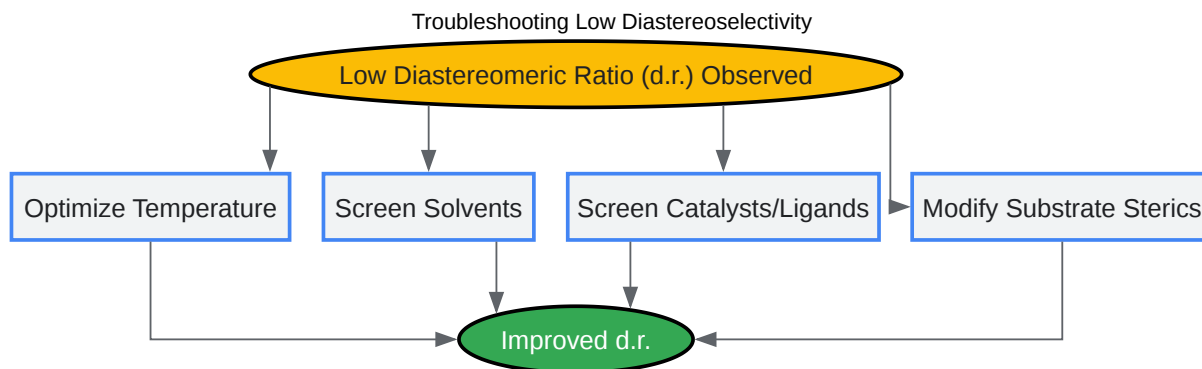 Troubleshooting Low Diastereoselectivity
Low Diastereomeric Ratio (d.r.) Observed
Optimize Temperature
Screen Solvents
Screen Catalysts/Ligands
Modify Substrate Sterics
Improved d.r.